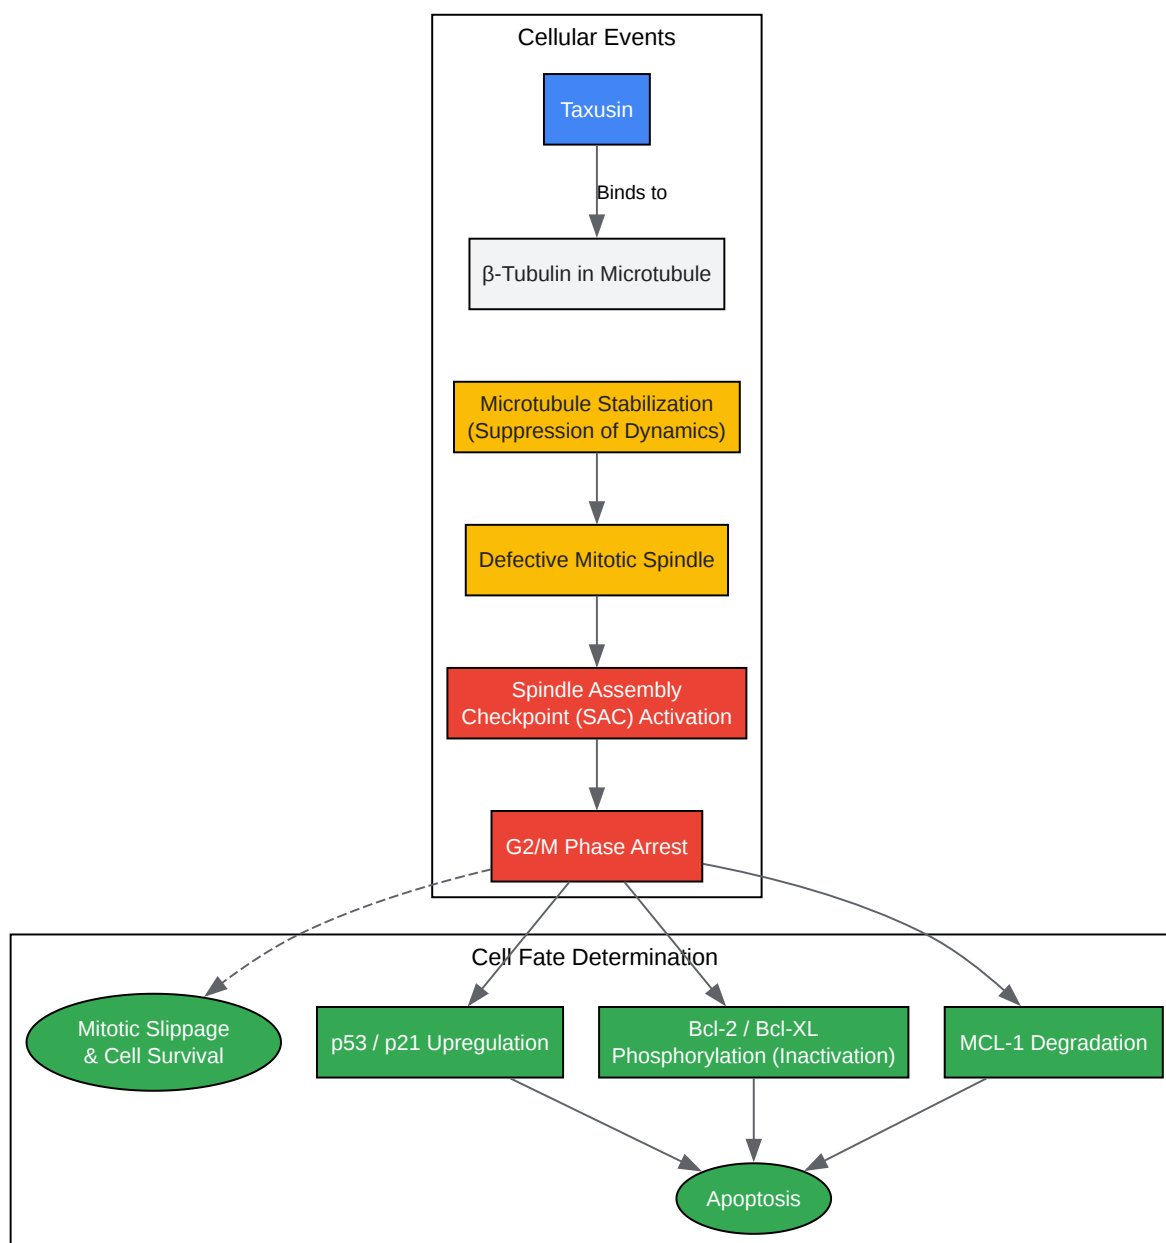 Cellular Events
Taxusin
Binds to
β-Tubulin in Microtubule
Microtubule Stabilization
(Suppression of Dynamics)
Defective Mitotic Spindle
Spindle Assembly
Checkpoint (SAC) Activation
G2/M Phase Arrest
Cell Fate Determination
Mitotic Slippage
& Cell Survival
p53 / p21 Upregulation
Bcl-2 / Bcl-XL
Phosphorylation (Inactivation)
MCL-1 Degradation
Apoptosis